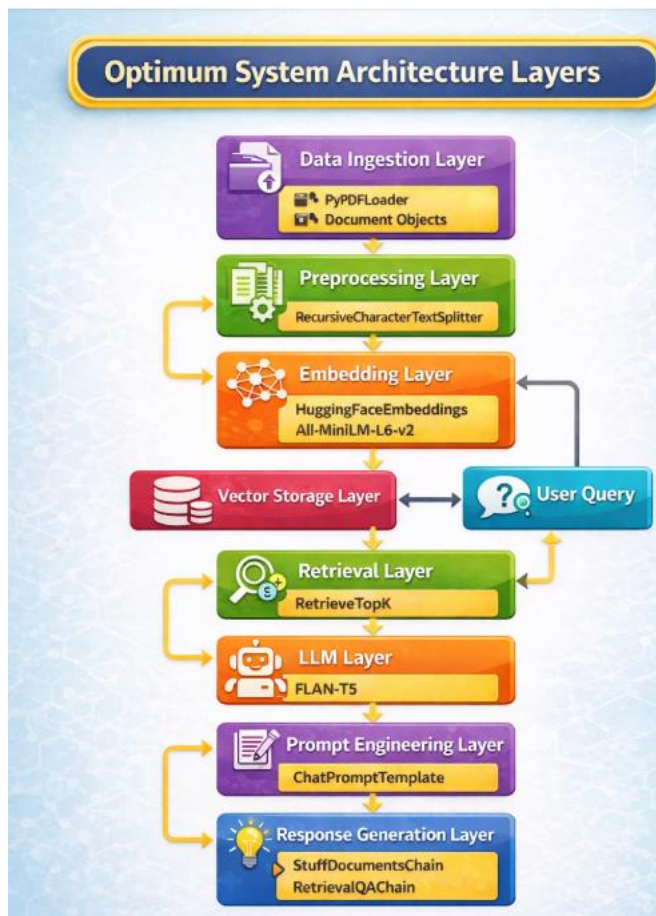 Optimum System Architecture Layers
Data Ingestion Layer
PyPDFLoader
Document Objects
Preprocessing Layer
RecursiveCharacterTextSplitter
Embedding Layer
HuggingFaceEmbeddings
All-MiniLM-L6-v2
Vector Storage Layer
? User Query
Retrieval Layer
RetrieveTopK
LLM Layer
FLAN-T5
Prompt Engineering Layer
ChatPromptTemplate
Response Generation Layer
StuffDocumentsChain
RetrievalQAChain